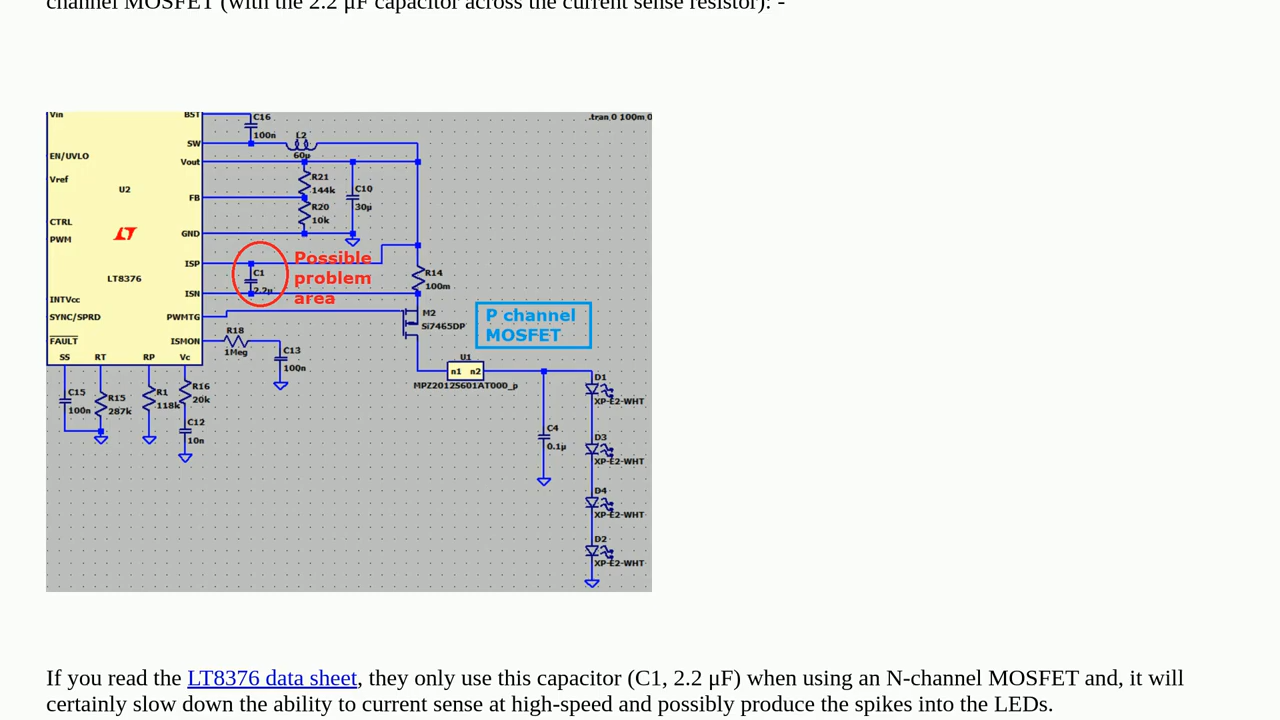 channel MOSFET (with the 2.2 μF capacitor across the current sense resistor): -
Vin
BST
C16
.tran 0 100m 0
100n
L2
SW
60μ
EN/UVLO
Vout
Vref
R21
144k
C10
U2
FB
R20
30μ
10k
CTRL
GND
PWM
LT
ISP
Possible
problem
area
C1
2.2μ
R14
100m
LT8376
ISN
INTVcc
SYNC/SPRD
PWMTG
M2
Si7465DP
P channel
MOSFET
FAULT
ISMON
R18
1Meg
C13
100n
SS
RT
RP
Vc
U1
n1 n2
MPZ2012S601AT000_p
C15
100n
R15
287k
R1
118k
R16
20k
C12
10n
D1
XP-E2-WHT
C4
0.1μ
D3
XP-E2-WHT
D4
XP-E2-WHT
D2
XP-E2-WHT
If you read the LT8376 data sheet, they only use this capacitor (C1, 2.2 μF) when using an N-channel MOSFET and, it will
certainly slow down the ability to current sense at high-speed and possibly produce the spikes into the LEDs.